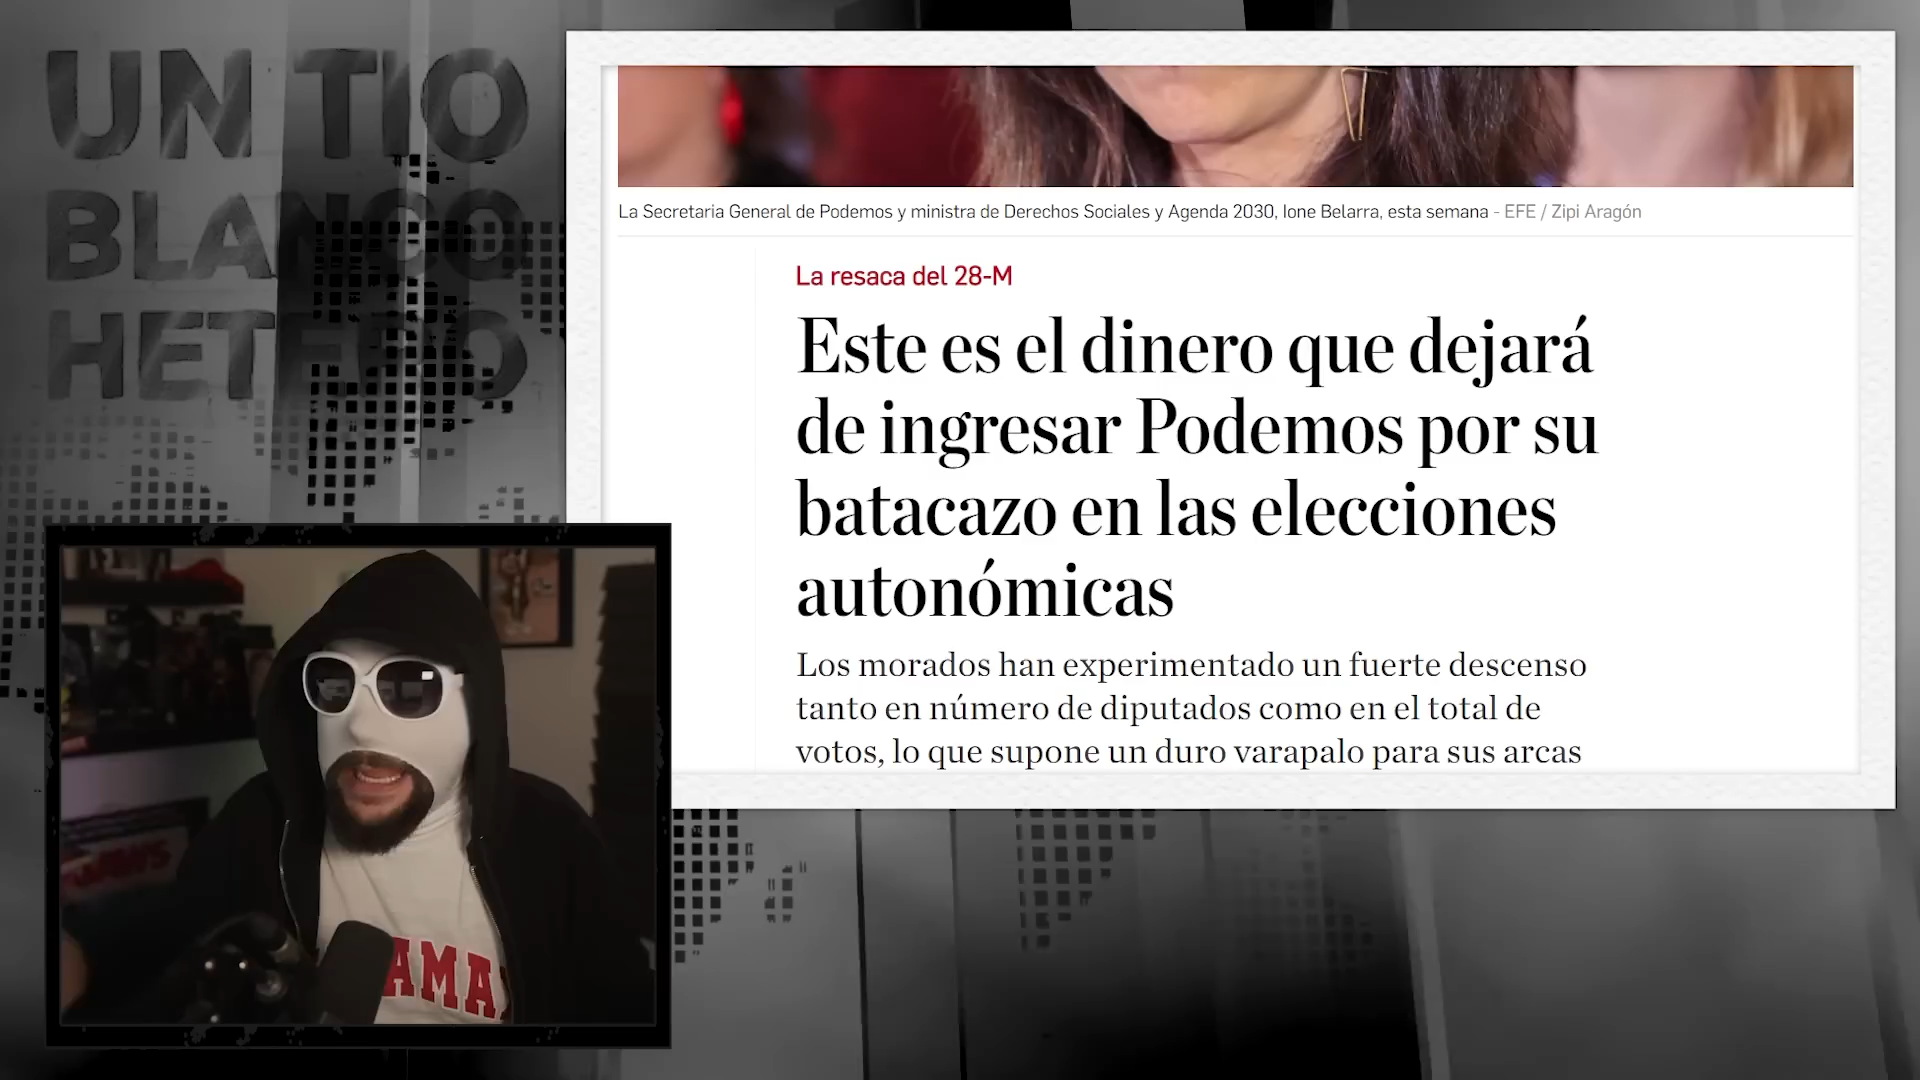 UN TIO
BLANCO
HETERO
La Secretaria General de Podemos y ministra de Derechos Sociales y Agenda 2030, Ione Belarra, esta semana - EFE / Zipi Aragón
La resaca del 28-M
Este es el dinero que dejará
de ingresar Podemos por su
batacazo en las elecciones
autonómicas
Los morados han experimentado un fuerte descenso
tanto en número de diputados como en el total de
votos, lo que supone un duro varapalo para sus arcas
AMA